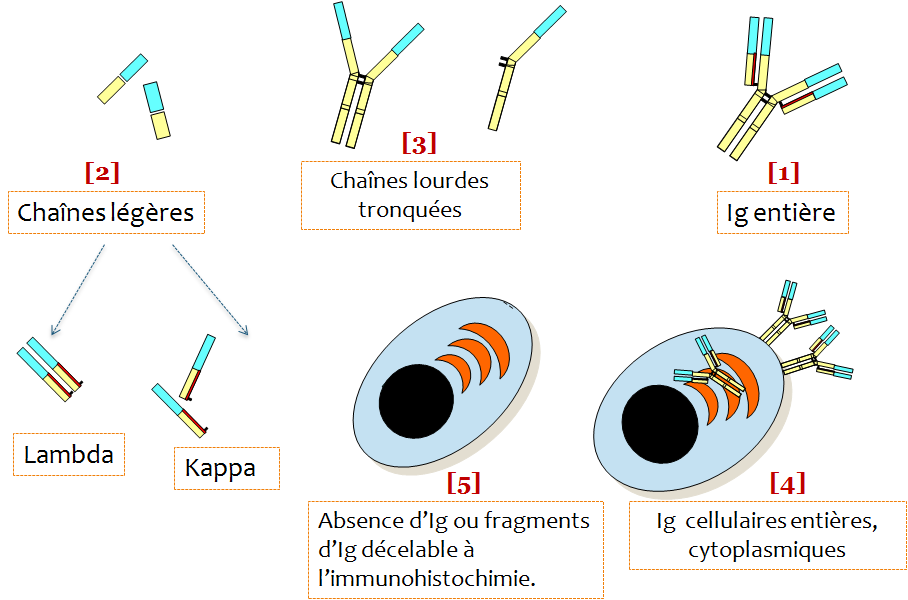 [2]
Chaînes légères
[3]
Chaînes lourdes
tronquées
[1]
Ig entière
Lambda
Kappa
[5]
Absence d’Ig ou fragments
d’Ig décelable à
l’immunohistochimie.
[4]
Ig cellulaires entières,
cytoplasmiques